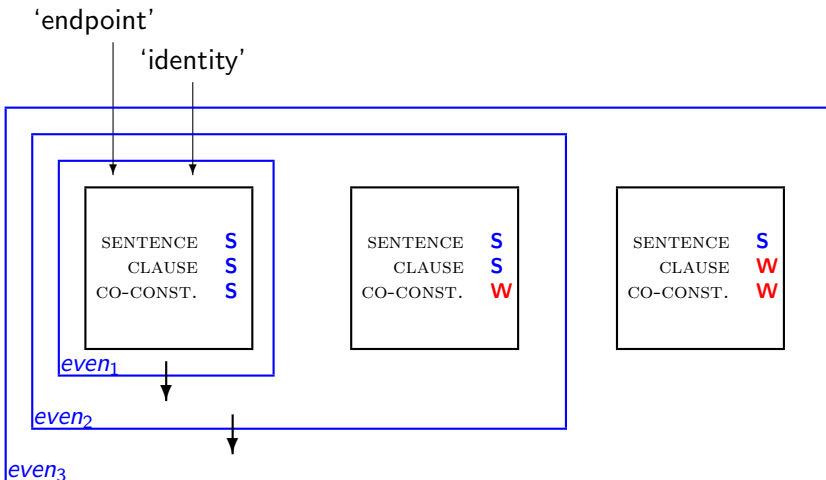 ‘endpoint’
‘identity’
SENTENCE S
CLAUSE S
CO-CONST. S
SENTENCE S
CLAUSE S
CO-CONST. W
SENTENCE S
CLAUSE W
CO-CONST. W
even₁
even₂
even₃